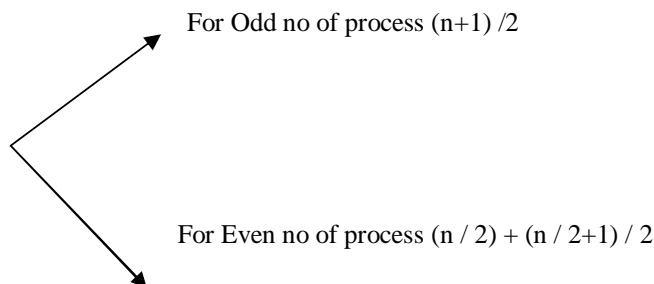 For Odd no of process (n+1) /2
For Even no of process (n / 2) + (n / 2+1) / 2